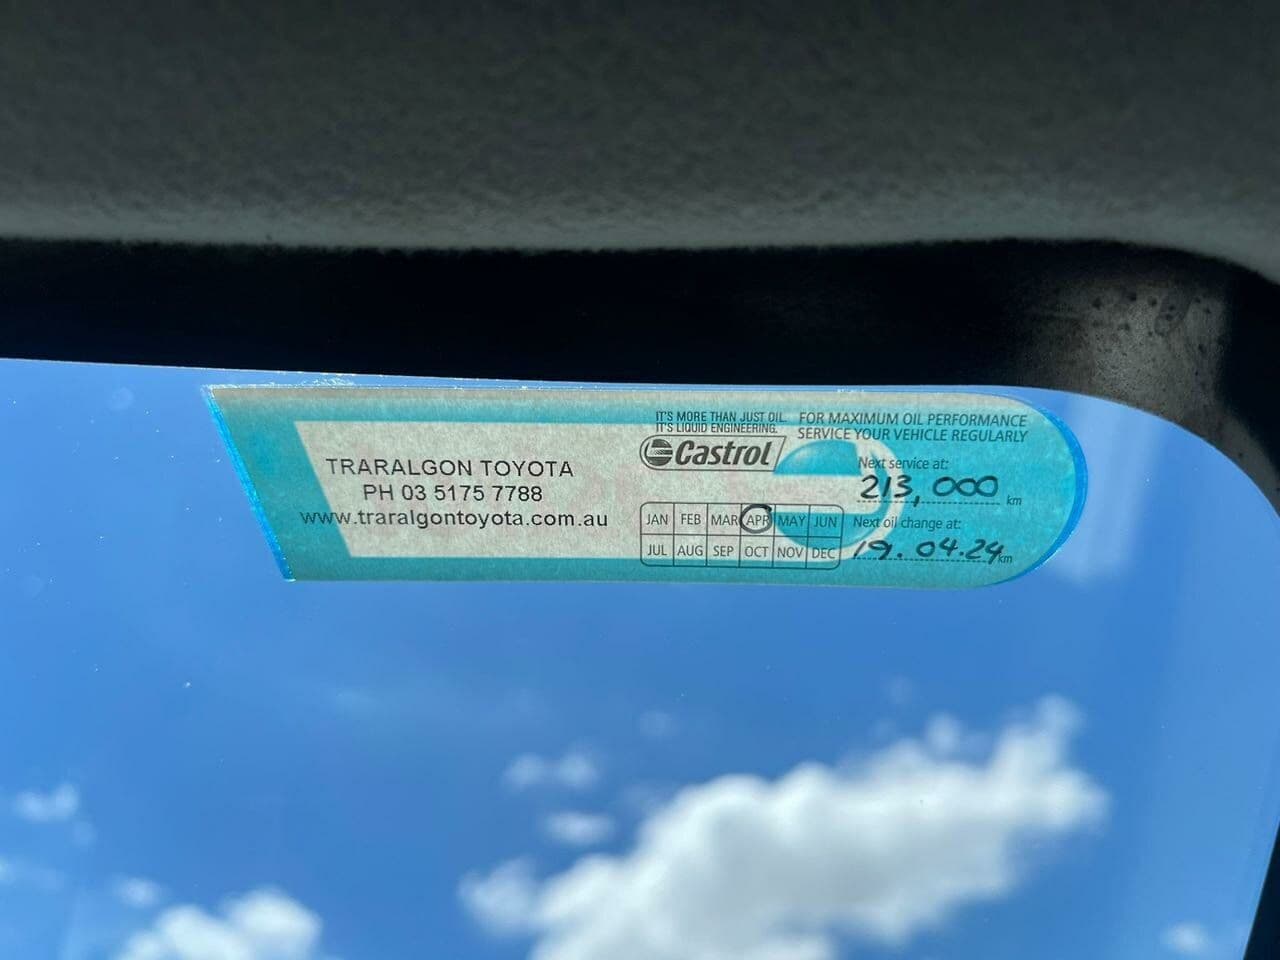 TRARALGON TOYOTA
PH 03 5175 7788
www.traralgontoyota.com.au
IT'S MORE THAN JUST OIL.
IT'S LIQUID ENGINEERING.
Castrol
FOR MAXIMUM OIL PERFORMANCE
SERVICE YOUR VEHICLE REGULARLY
Next service at:
213,000 km
JAN FEB MAR APR MAY JUN
JUL AUG SEP OCT NOV DEC
Next oil change at:
19.04.24 km